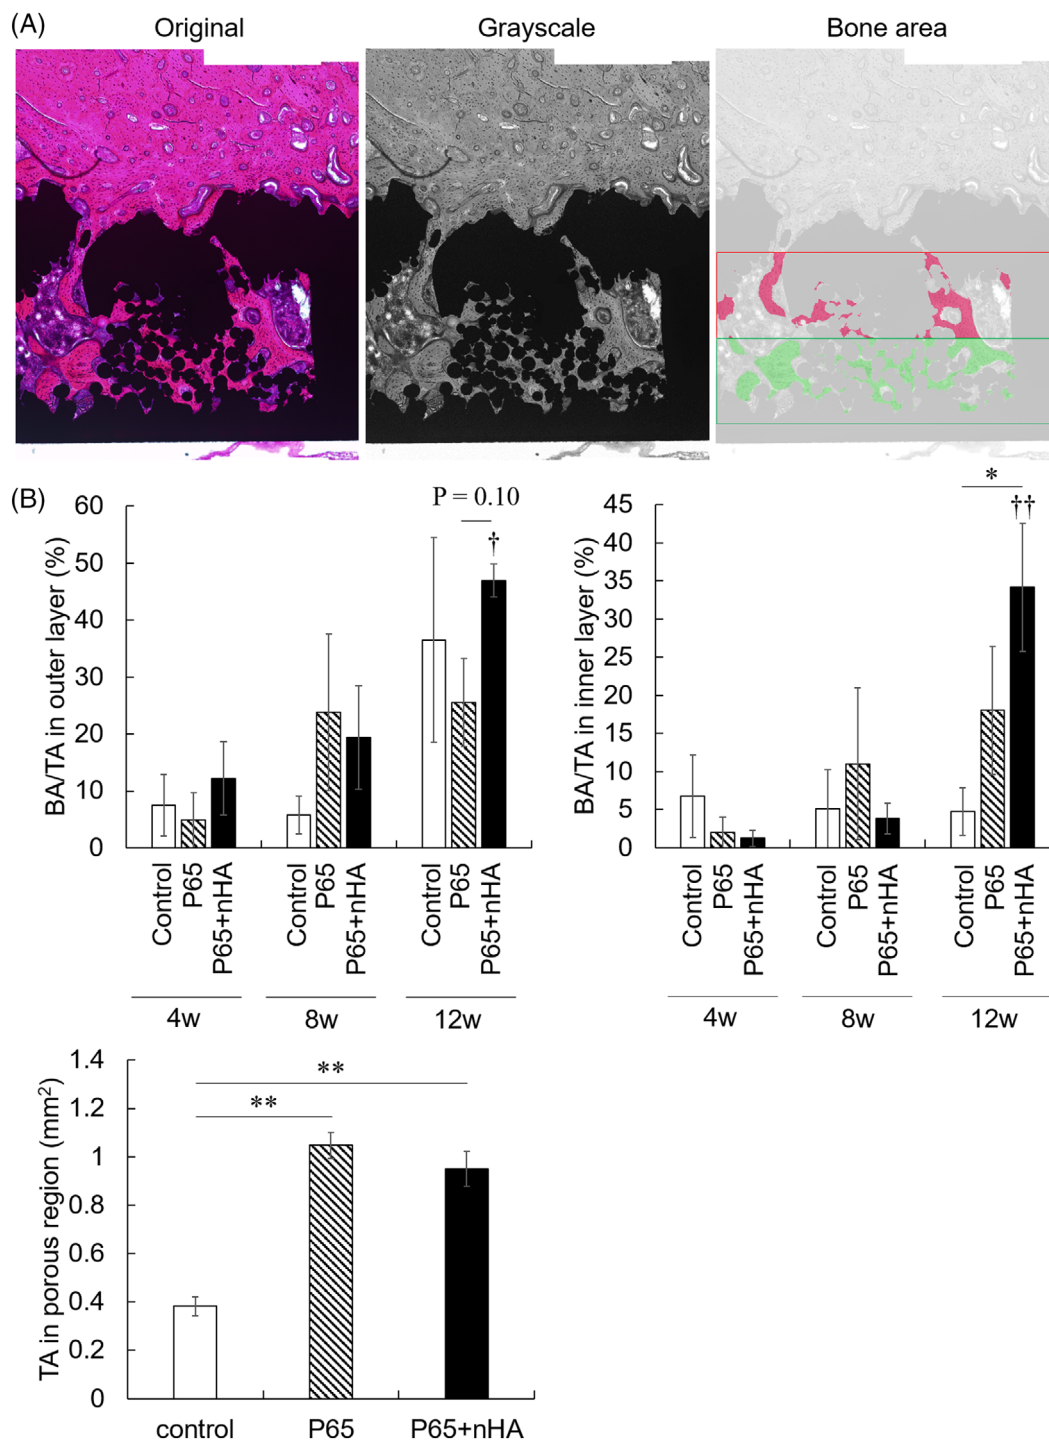 (A)
Original
Grayscale
Bone area
(B)
BA/TA in outer layer (%)
60
50
40
30
20
10
0
P = 0.10
†
Control
P65
P65+nHA
Control
P65
P65+nHA
Control
P65
P65+nHA
4w
8w
12w
BA/TA in inner layer (%)
45
40
35
30
25
20
15
10
5
0
*
††
Control
P65
P65+nHA
Control
P65
P65+nHA
Control
P65
P65+nHA
4w
8w
12w
TA in porous region (mm²)
1.4
1.2
1
0.8
0.6
0.4
0.2
0
**
**
control
P65
P65+nHA